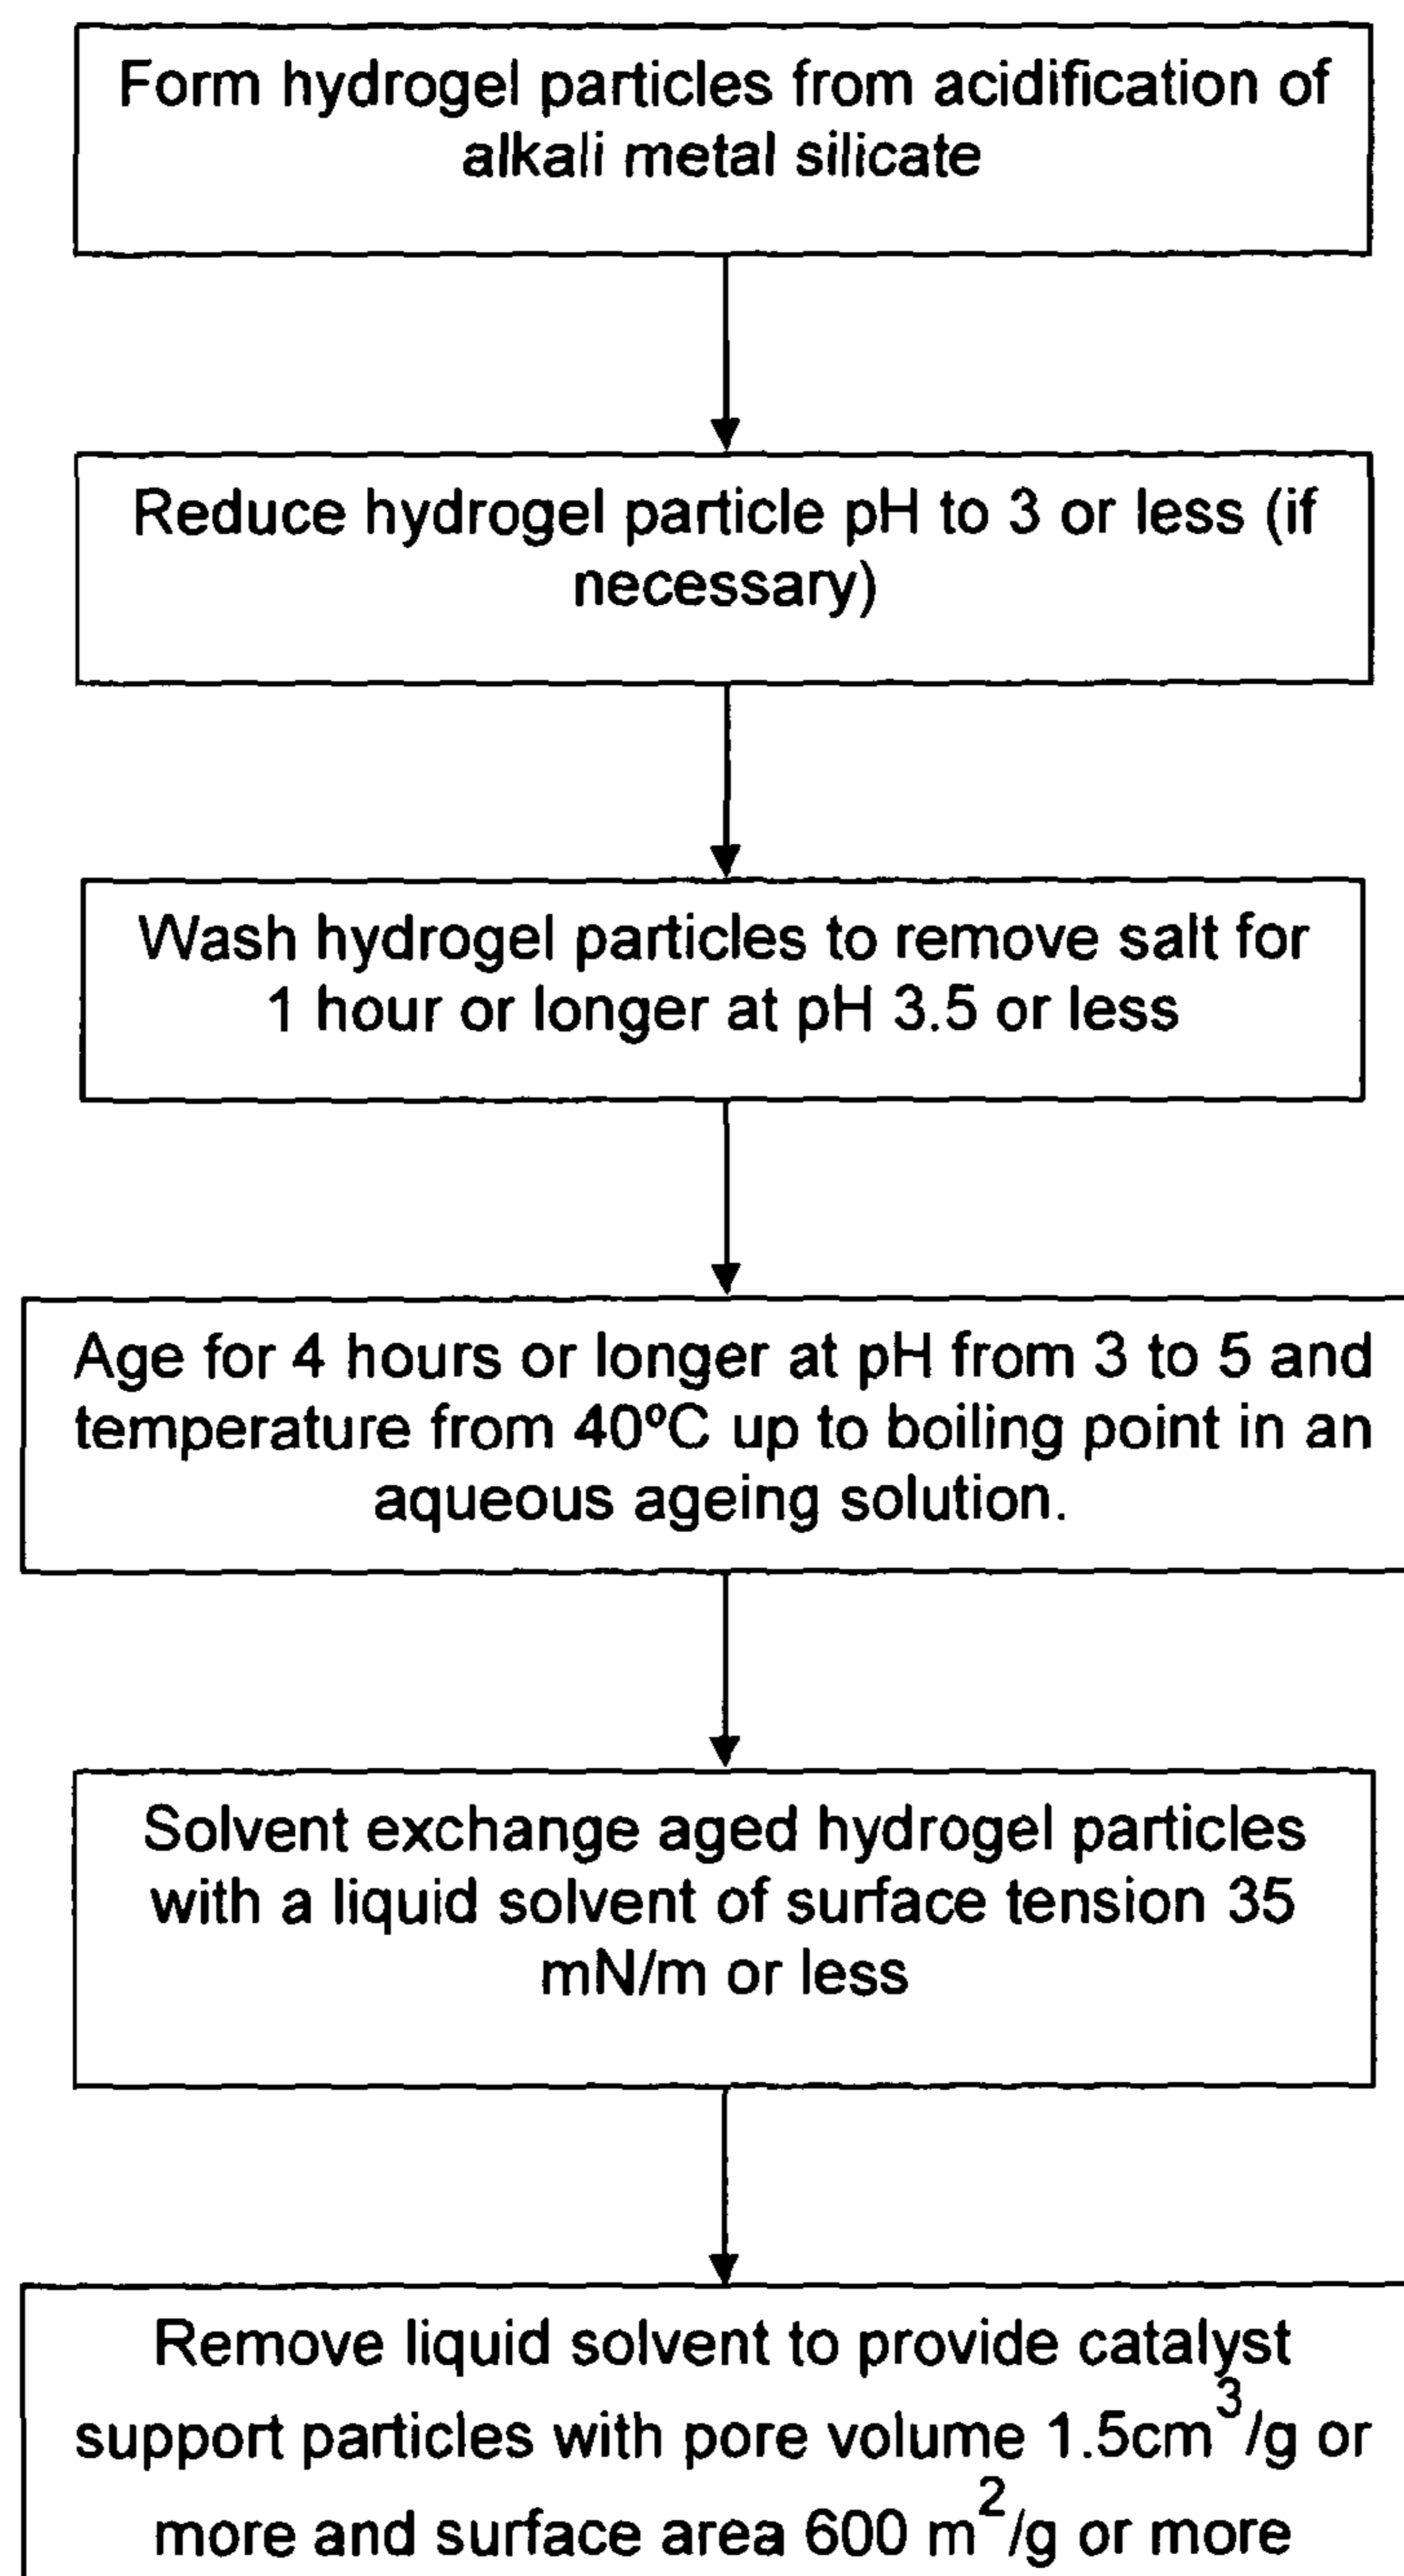 Form hydrogel particles from acidification of
alkali metal silicate
Reduce hydrogel particle pH to 3 or less (if
necessary)
Wash hydrogel particles to remove salt for
1 hour or longer at pH 3.5 or less
Age for 4 hours or longer at pH from 3 to 5 and
temperature from 40ºC up to boiling point in an
aqueous ageing solution.
Solvent exchange aged hydrogel particles
with a liquid solvent of surface tension 35
mN/m or less
Remove liquid solvent to provide catalyst
support particles with pore volume 1.5cm³/g or
more and surface area 600 m²/g or more